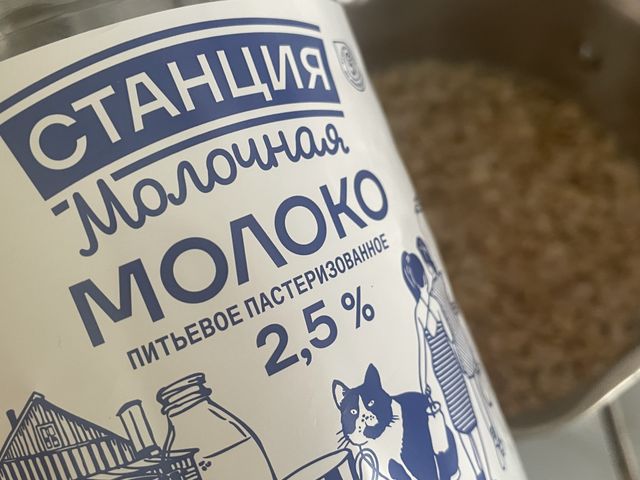 СТАНЦИЯ
Молочная
МОЛОКО
ПИТЬЕВОЕ ПАСТЕРИЗОВАННОЕ
2,5%